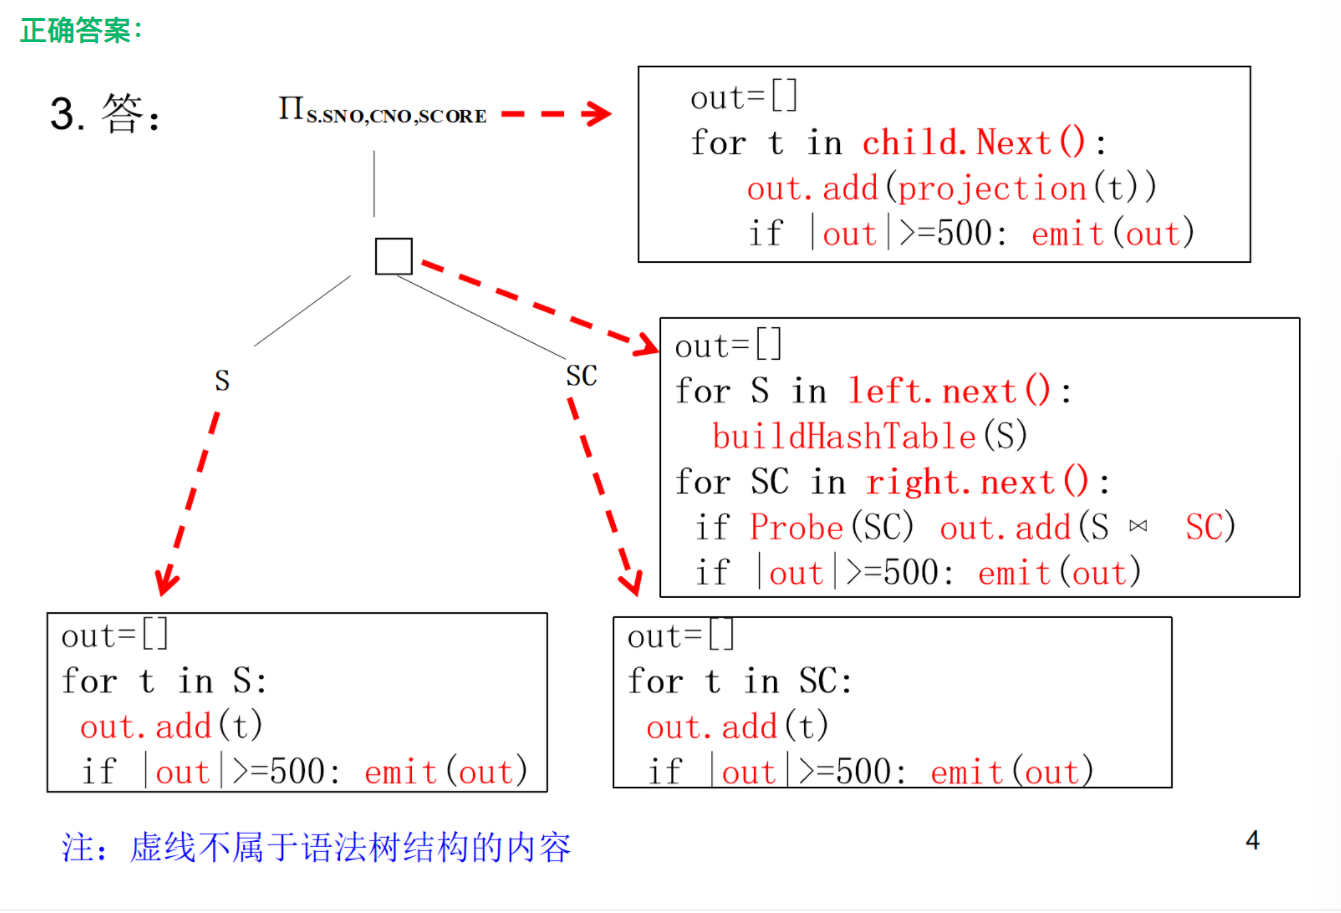 正确答案:
3. 答:
∏S.SNO,CNO,SCORE
out=[]
for t in child.Next():
out.add(projection(t))
if |out|>=500: emit(out)
S
SC
out=[]
for S in left.next():
buildHashTable(S)
for SC in right.next():
if Probe(SC) out.add(S ⋈ SC)
if |out|>=500: emit(out)
out=[]
for t in S:
out.add(t)
if |out|>=500: emit(out)
out=[]
for t in SC:
out.add(t)
if |out|>=500: emit(out)
注：虚线不属于语法树结构的内容
4